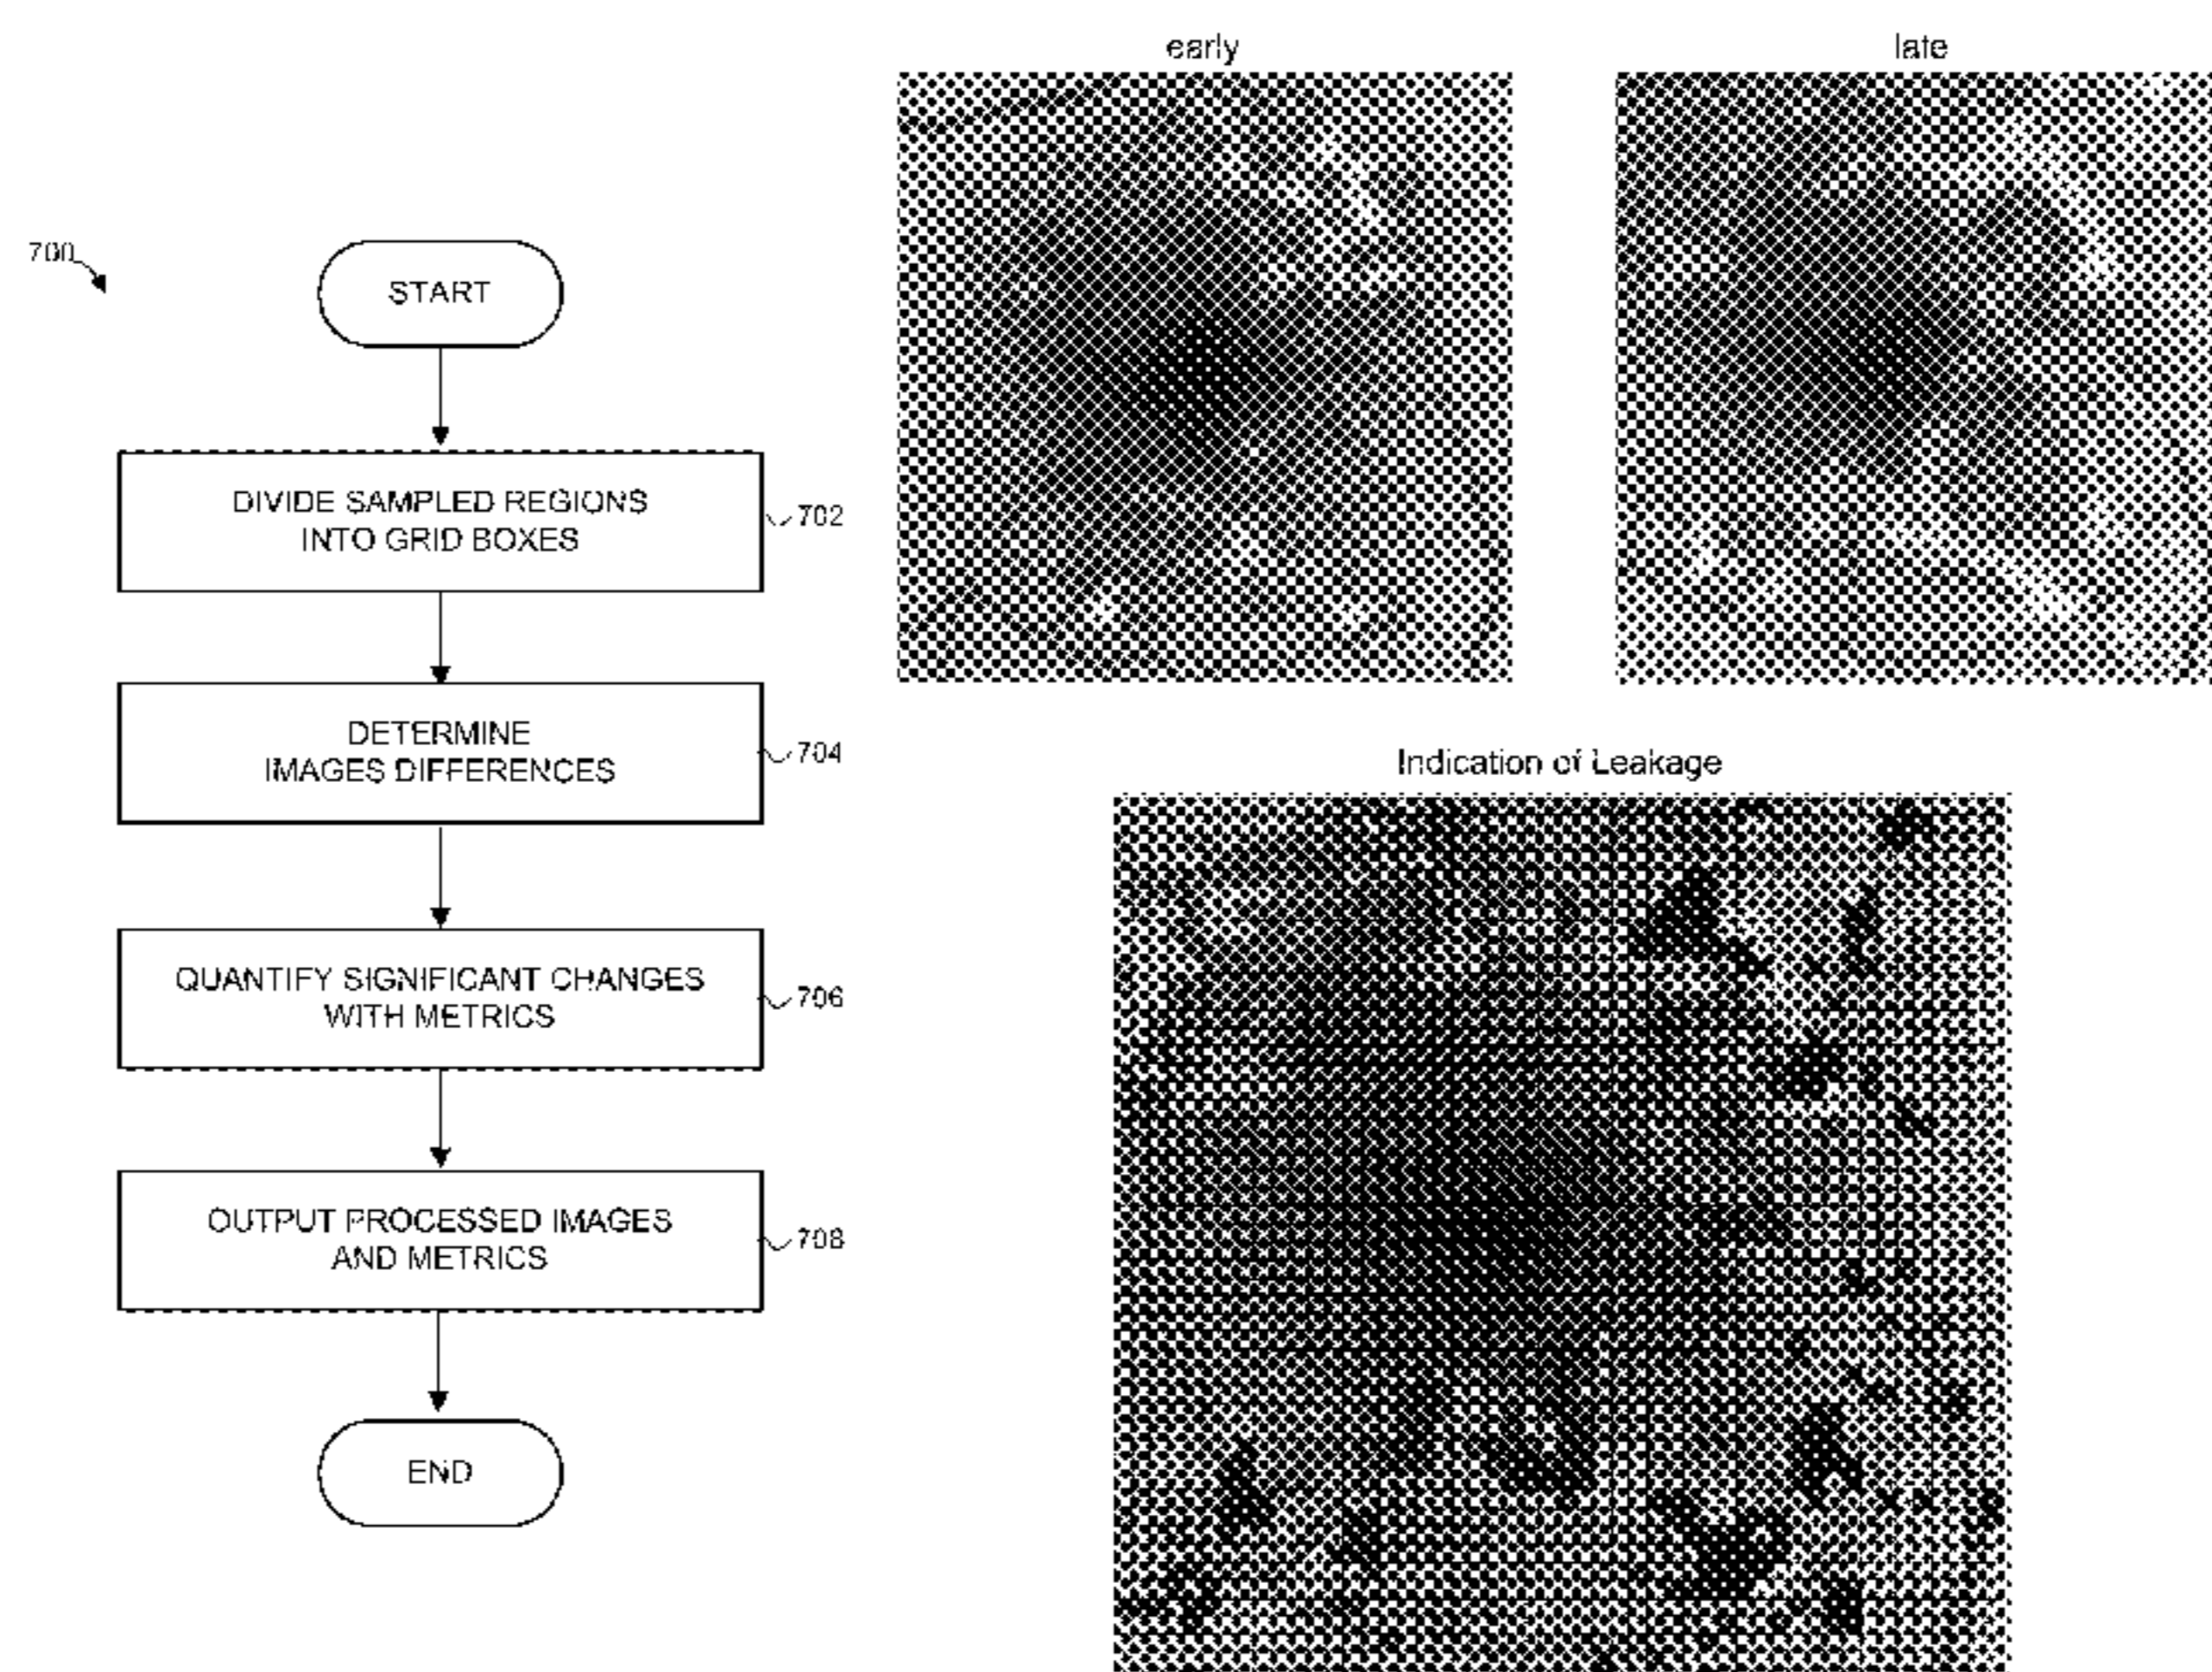 700
START
DIVIDE SAMPLED REGIONS
INTO GRID BOXES
702
DETERMINE
IMAGES DIFFERENCES
704
QUANTIFY SIGNIFICANT CHANGES
WITH METRICS
706
OUTPUT PROCESSED IMAGES
AND METRICS
708
END
early
late
Indication of Leakage